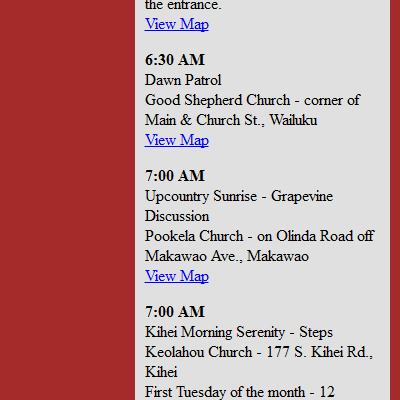 the entrance.
View Map
6:30 AM
Dawn Patrol
Good Shepherd Church - corner of
Main & Church St., Wailuku
View Map
7:00 AM
Upcountry Sunrise - Grapevine
Discussion
Pookela Church - on Olinda Road off
Makawao Ave., Makawao
View Map
7:00 AM
Kihei Morning Serenity - Steps
Keolahou Church - 177 S. Kihei Rd.,
Kihei
First Tuesday of the month - 12